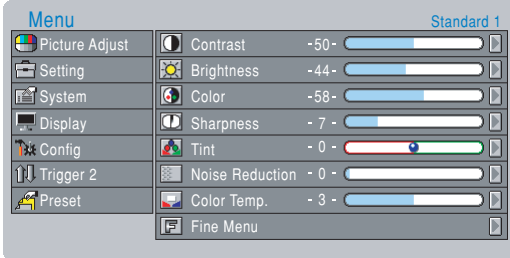 Menu
Standard 1
Picture Adjust
Setting
System
Display
Config
Trigger 2
Preset
Contrast -50-
Brightness -44-
Color -58-
Sharpness - 7 -
Tint - 0 -
Noise Reduction - 0 -
Color Temp. - 3 -
Fine Menu